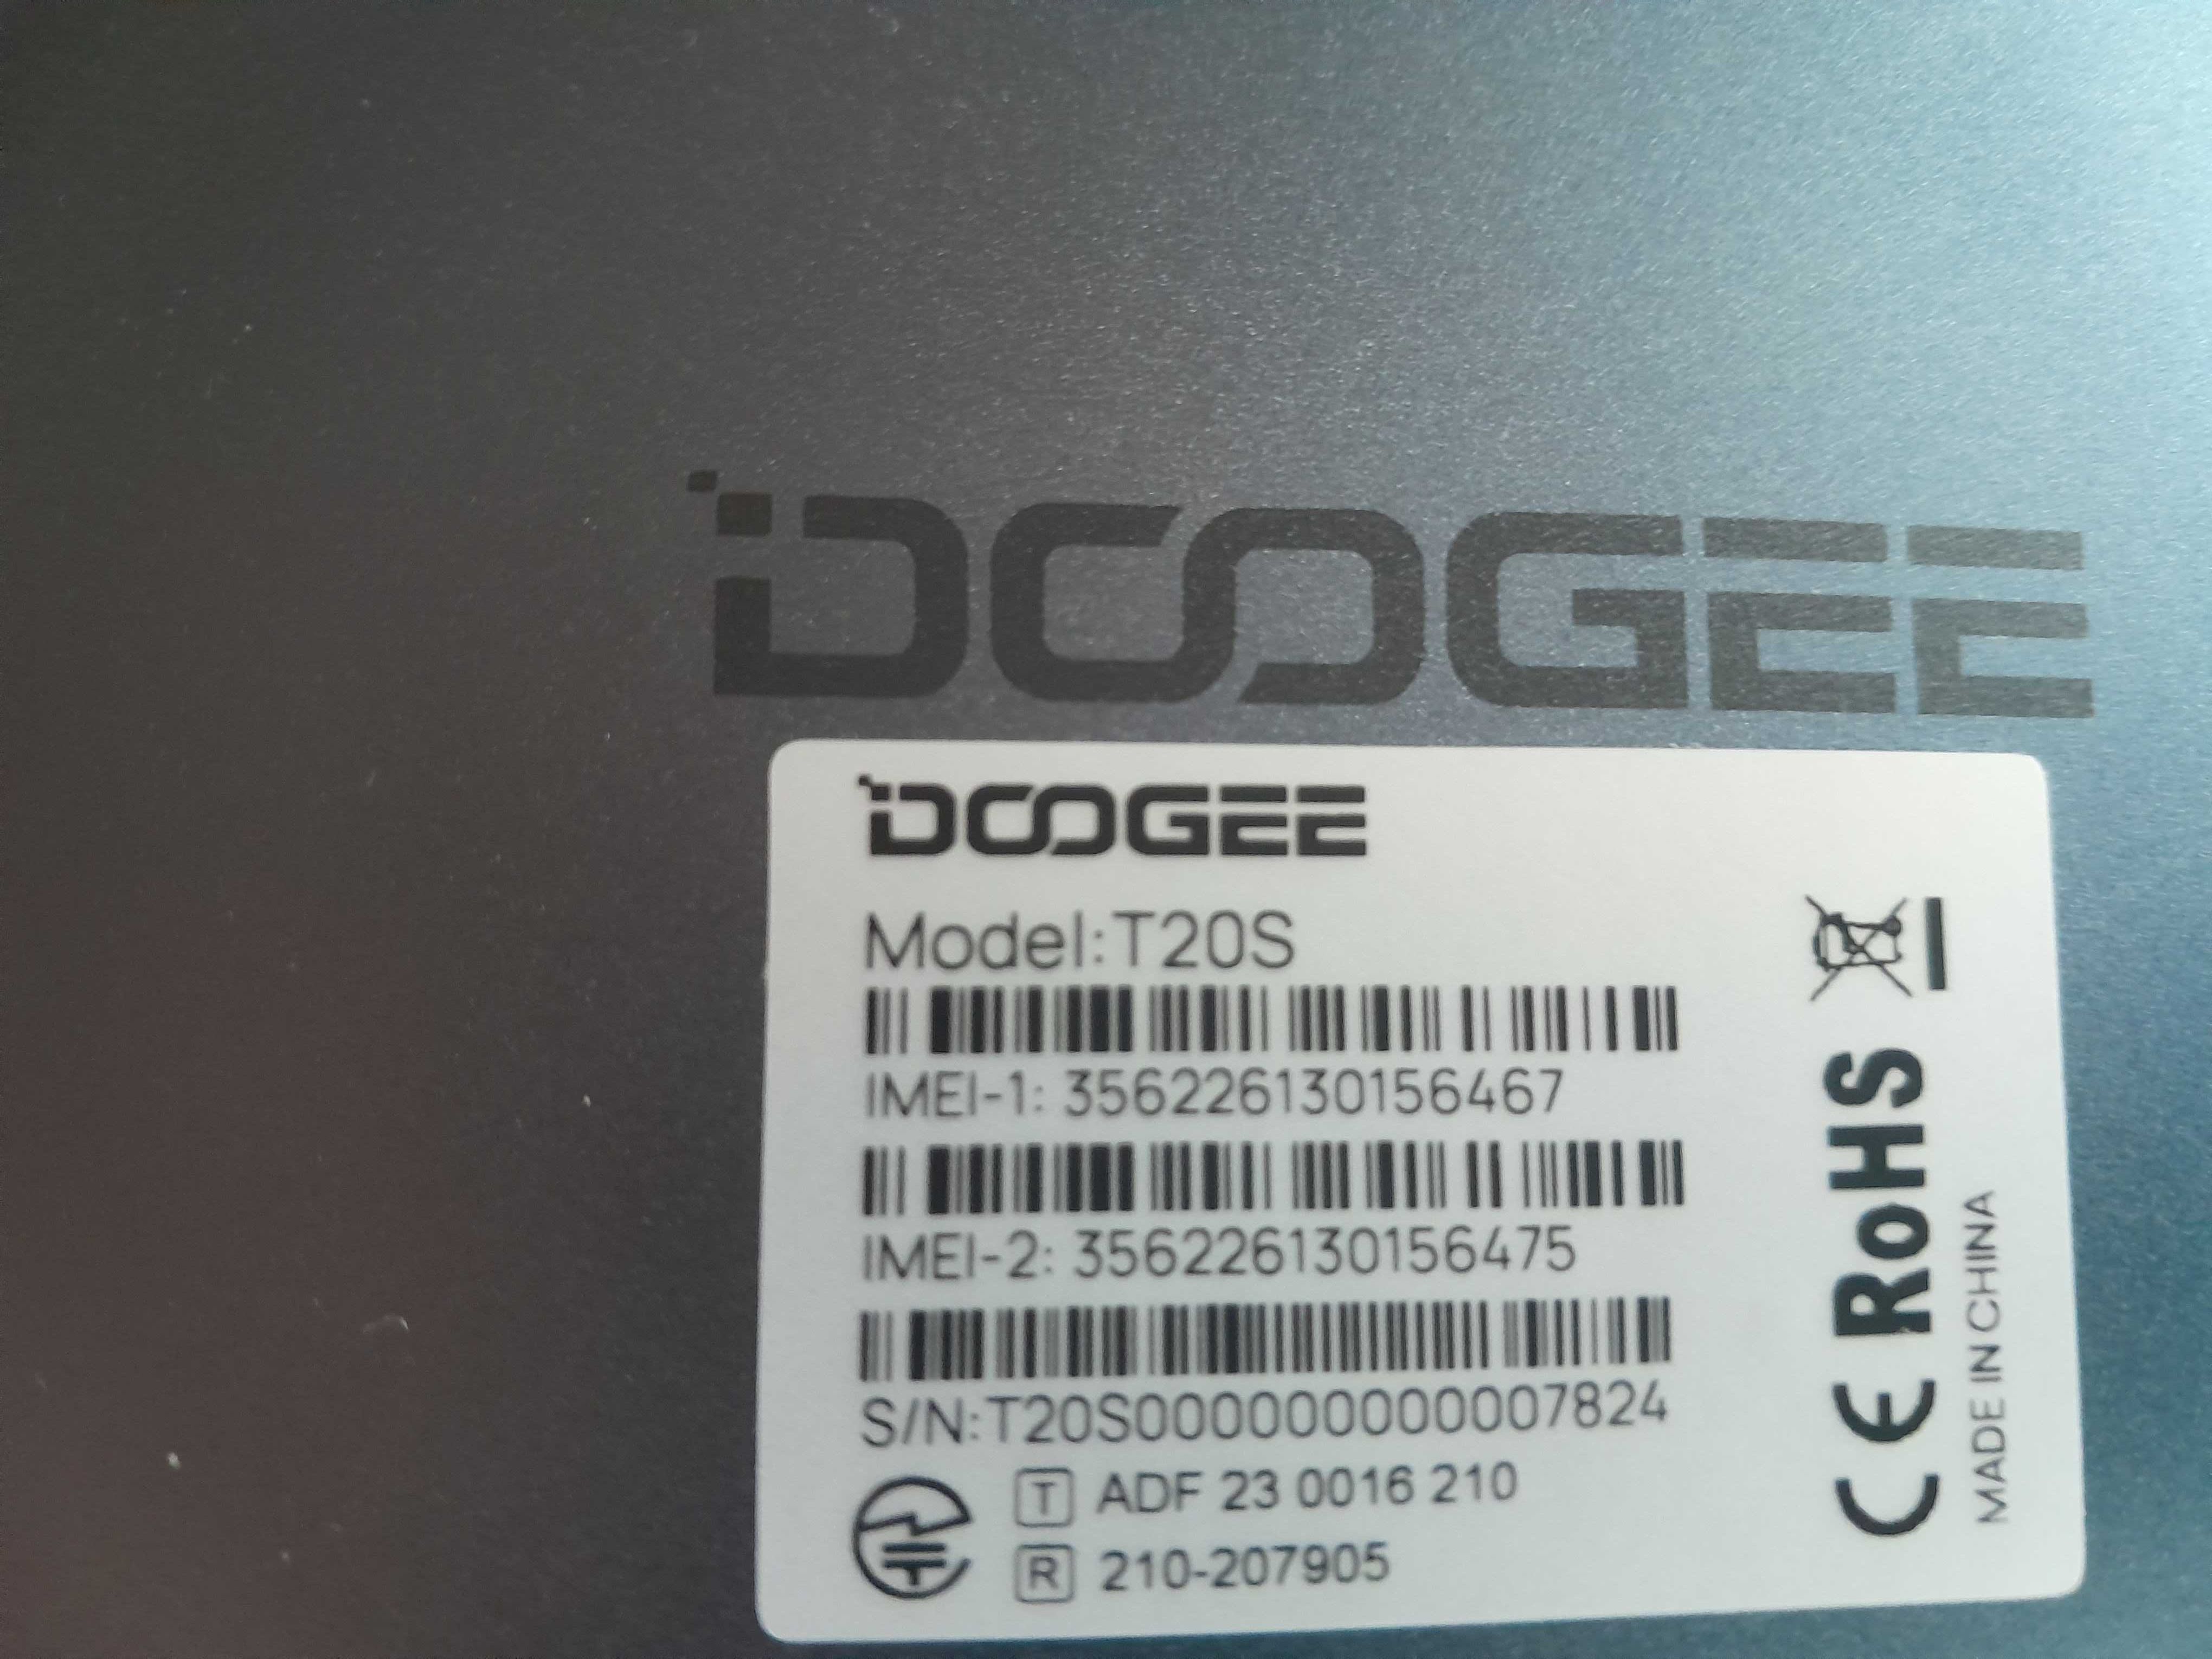 DOOGEE
DOOGEE
Model:T20S
IMEI-1: 356226130156467
IMEI-2: 356226130156475
S/N:T20S000000000007824
T ADF 23 0016 210
R 210-207905
CE RoHS
MADE IN CHINA